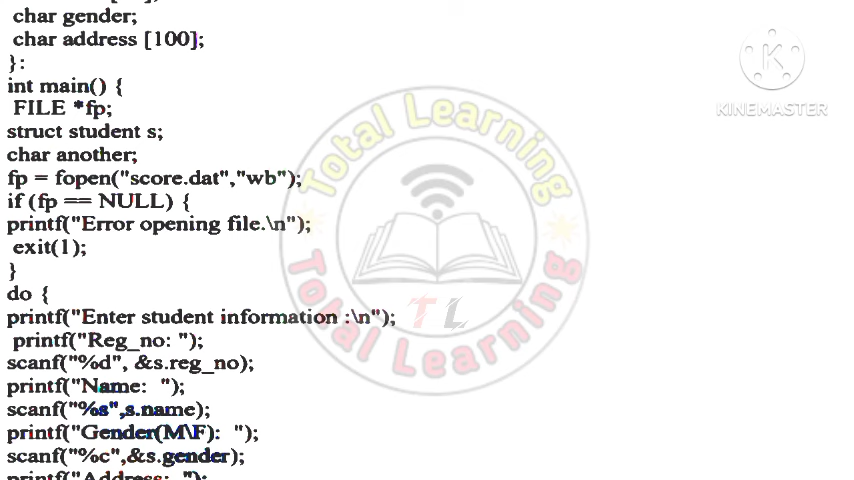 char gender;
char address [100];
}:
int main() {
FILE *fp;
struct student s;
char another;
fp = fopen("score.dat","wb");
if (fp == NULL) {
printf("Error opening file.\n");
exit(1);
}
do {
printf("Enter student information :\n");
printf("Reg_no: ");
scanf("%d", &s.reg_no);
printf("Name:  ");
scanf("%s",s.name);
printf("Gender(M\F):  ");
scanf("%c",&s.gender);
printf("Address:  ");
Total Learning
TL
Total Learning
KINEMASTER